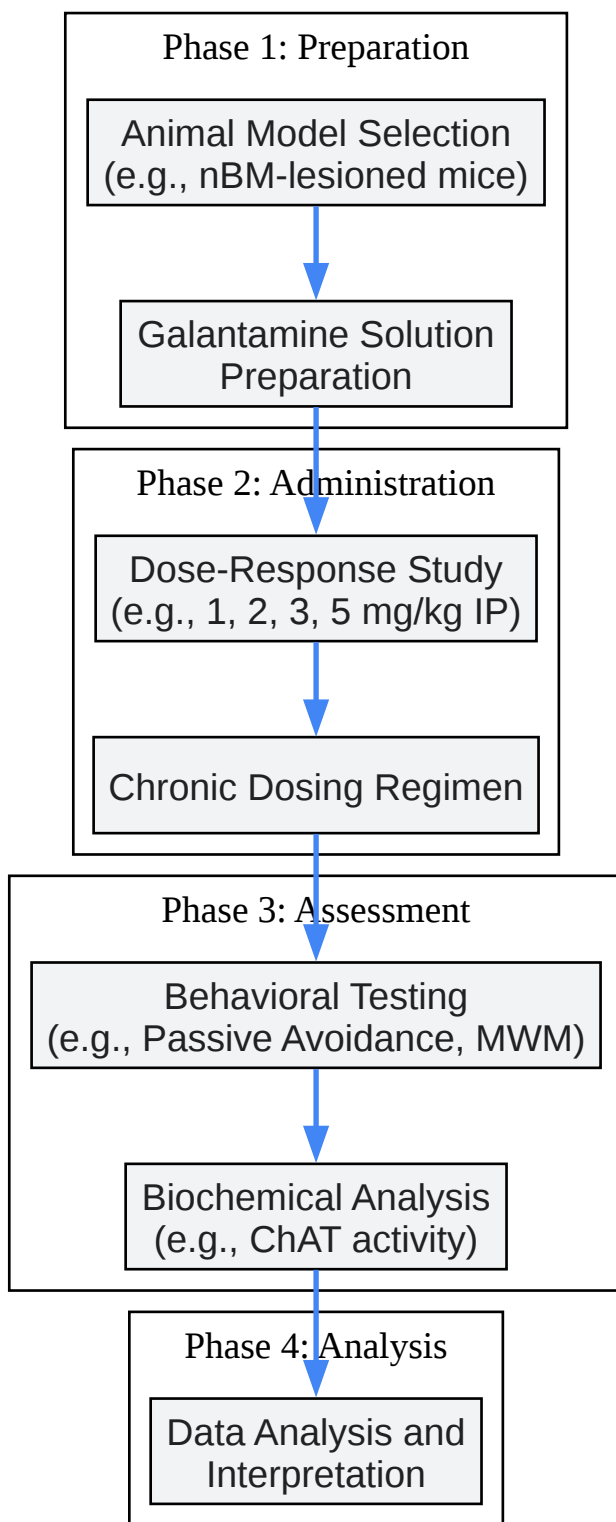 Phase 1: Preparation
Animal Model Selection
(e.g., nBM-lesioned mice)
Galantamine Solution
Preparation
Phase 2: Administration
Dose-Response Study
(e.g., 1, 2, 3, 5 mg/kg IP)
Chronic Dosing Regimen
Phase 3: Assessment
Behavioral Testing
(e.g., Passive Avoidance, MWM)
Biochemical Analysis
(e.g., ChAT activity)
Phase 4: Analysis
Data Analysis and
Interpretation